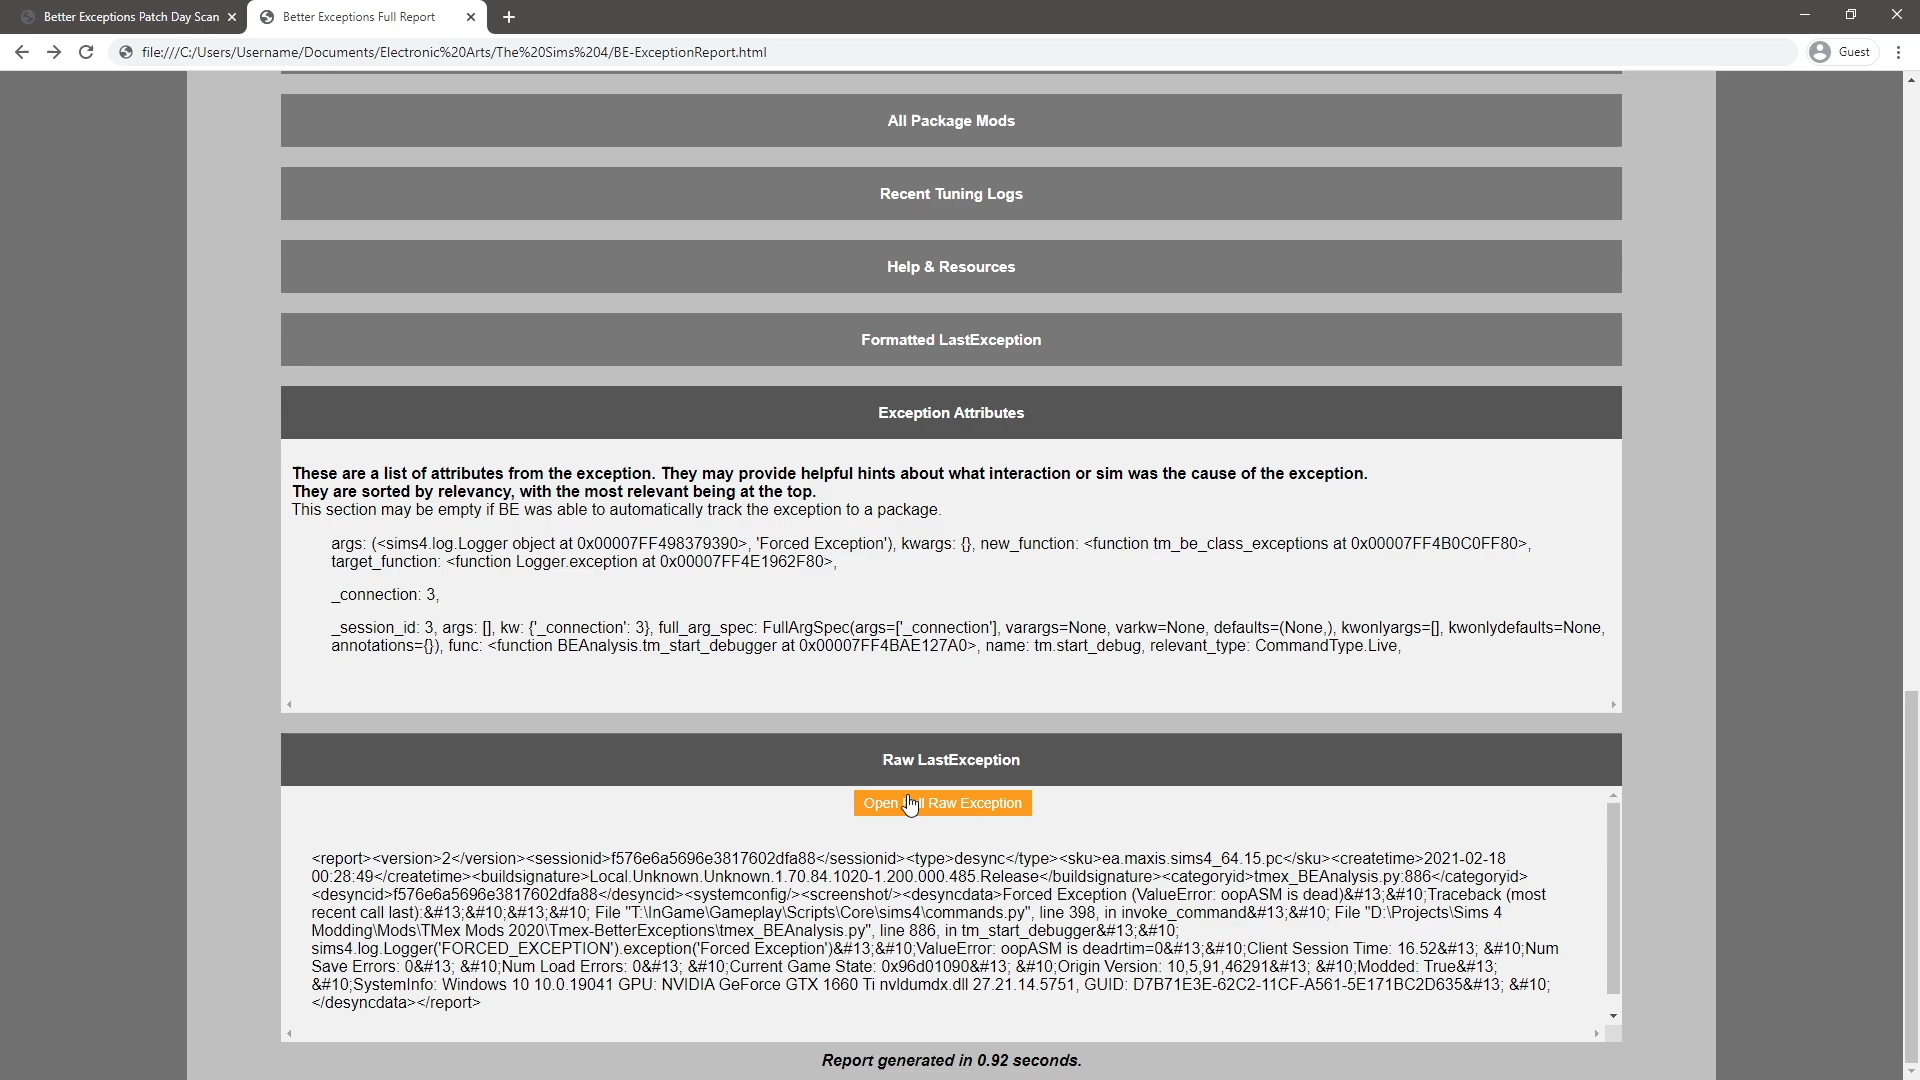 Better Exceptions Patch Day Scan
Better Exceptions Full Report
file:///C:/Users/Username/Documents/Electronic%20Arts/The%20Sims%204/BE-ExceptionReport.html
Guest
All Package Mods
Recent Tuning Logs
Help & Resources
Formatted LastException
Exception Attributes
These are a list of attributes from the exception. They may provide helpful hints about what interaction or sim was the cause of the exception.
They are sorted by relevancy, with the most relevant being at the top.
This section may be empty if BE was able to automatically track the exception to a package.
args: (<sims4.log.Logger object at 0x00007FF498379390>, 'Forced Exception'), kwargs: {}, new_function: <function tm_be_class_exceptions at 0x00007FF4B0C0FF80>,
target_function: <function Logger.exception at 0x00007FF4E1962F80>,
_connection: 3,
_session_id: 3, args: [], kw: {'_connection': 3}, full_arg_spec: FullArgSpec(args=['_connection'], varargs=None, varkw=None, defaults=(None,), kwonlyargs=[], kwonlydefaults=None,
annotations={}), func: <function BEAnalysis.tm_start_debugger at 0x00007FF4BAE127A0>, name: tm.start_debug, relevant_type: CommandType.Live,
Raw LastException
Open Raw Exception
<report><version>2</version><sessionid>f576e6a5696e3817602dfa88</sessionid><type>desync</type><sku>ea.maxis.sims4_64.15.pc</sku><createtime>2021-02-18
00:28:49</createtime><buildsignature>Local.Unknown.Unknown.1.70.84.1020-1.200.000.485.Release</buildsignature><categoryid>tmex_BEAnalysis.py:886</categoryid>
<desyncid>f576e6a5696e3817602dfa88</desyncid><systemconfig/><screenshot/><desyncdata>Forced Exception (ValueError: oopASM is dead)&#13;&#10;Traceback (most
recent call last):&#13;&#10;&#13;&#10; File "T:\InGame\Gameplay\Scripts\Core\sims4\commands.py", line 398, in invoke_command&#13;&#10; File "D:\Projects\Sims 4
Modding\Mods\TMex Mods 2020\Tmex-BetterExceptions\tmex_BEAnalysis.py", line 886, in tm_start_debugger&#13;&#10;
sims4.log.Logger('FORCED_EXCEPTION').exception('Forced Exception')&#13;&#10;ValueError: oopASM is deadrtim=0&#13;&#10;Client Session Time: 16.52&#13; &#10;Num
Save Errors: 0&#13; &#10;Num Load Errors: 0&#13; &#10;Current Game State: 0x96d01090&#13; &#10;Origin Version: 10,5,91,46291&#13; &#10;Modded: True&#13;
&#10;SystemInfo: Windows 10 10.0.19041 GPU: NVIDIA GeForce GTX 1660 Ti nvldumdx.dll 27.21.14.5751, GUID: D7B71E3E-62C2-11CF-A561-5E171BC2D635&#13; &#10;
</desyncdata></report>
Report generated in 0.92 seconds.